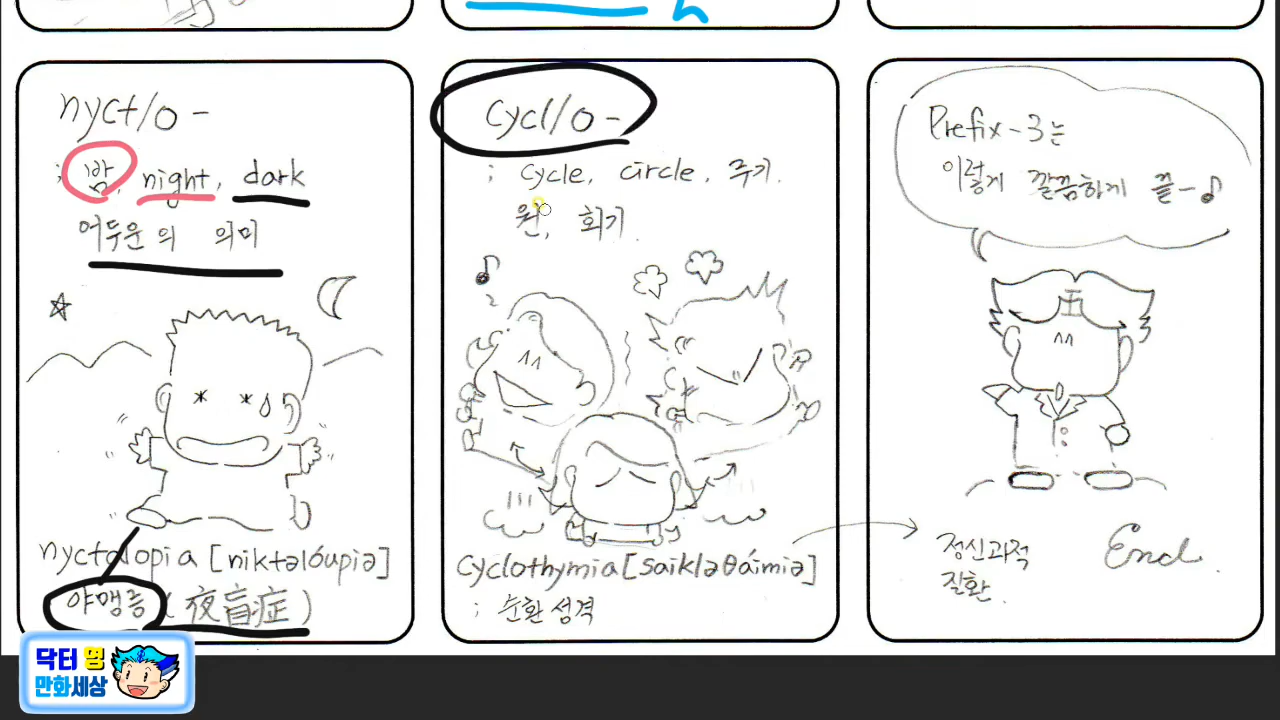 nyct/o -
; 밤, night, dark
어두운 의 의미
nyctalopia [niktəlóupiə]
야맹증 (夜盲症)
cycl/o -
; cycle, circle, 주기.
원, 회기.
cyclothymia [saikləθáimiə]
; 순환 성격
Prefix-3는
이렇게 깔끔하게 끝-♪
정신과적
질환.
End.
닥터 명
만화세상